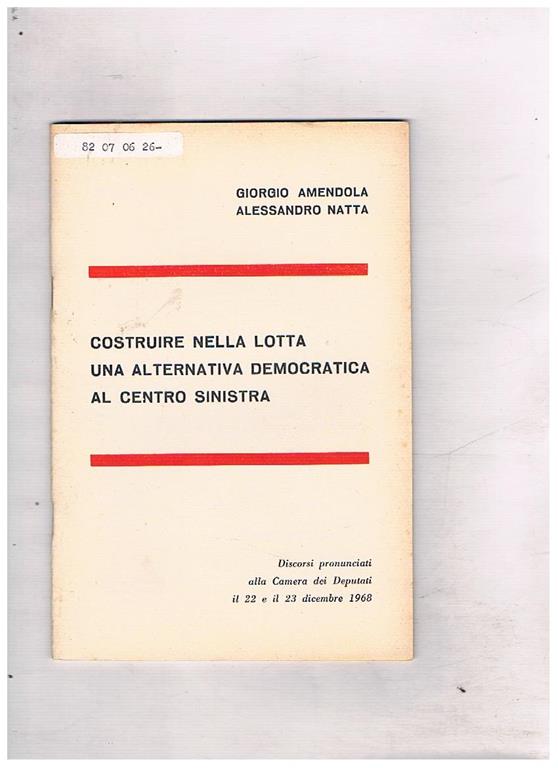 82 07 06 26-
GIORGIO AMENDOLA
ALESSANDRO NATTA
COSTRUIRE NELLA LOTTA
UNA ALTERNATIVA DEMOCRATICA
AL CENTRO SINISTRA
Discorsi pronunciati
alla Camera dei Deputati
il 22 e il 23 dicembre 1968